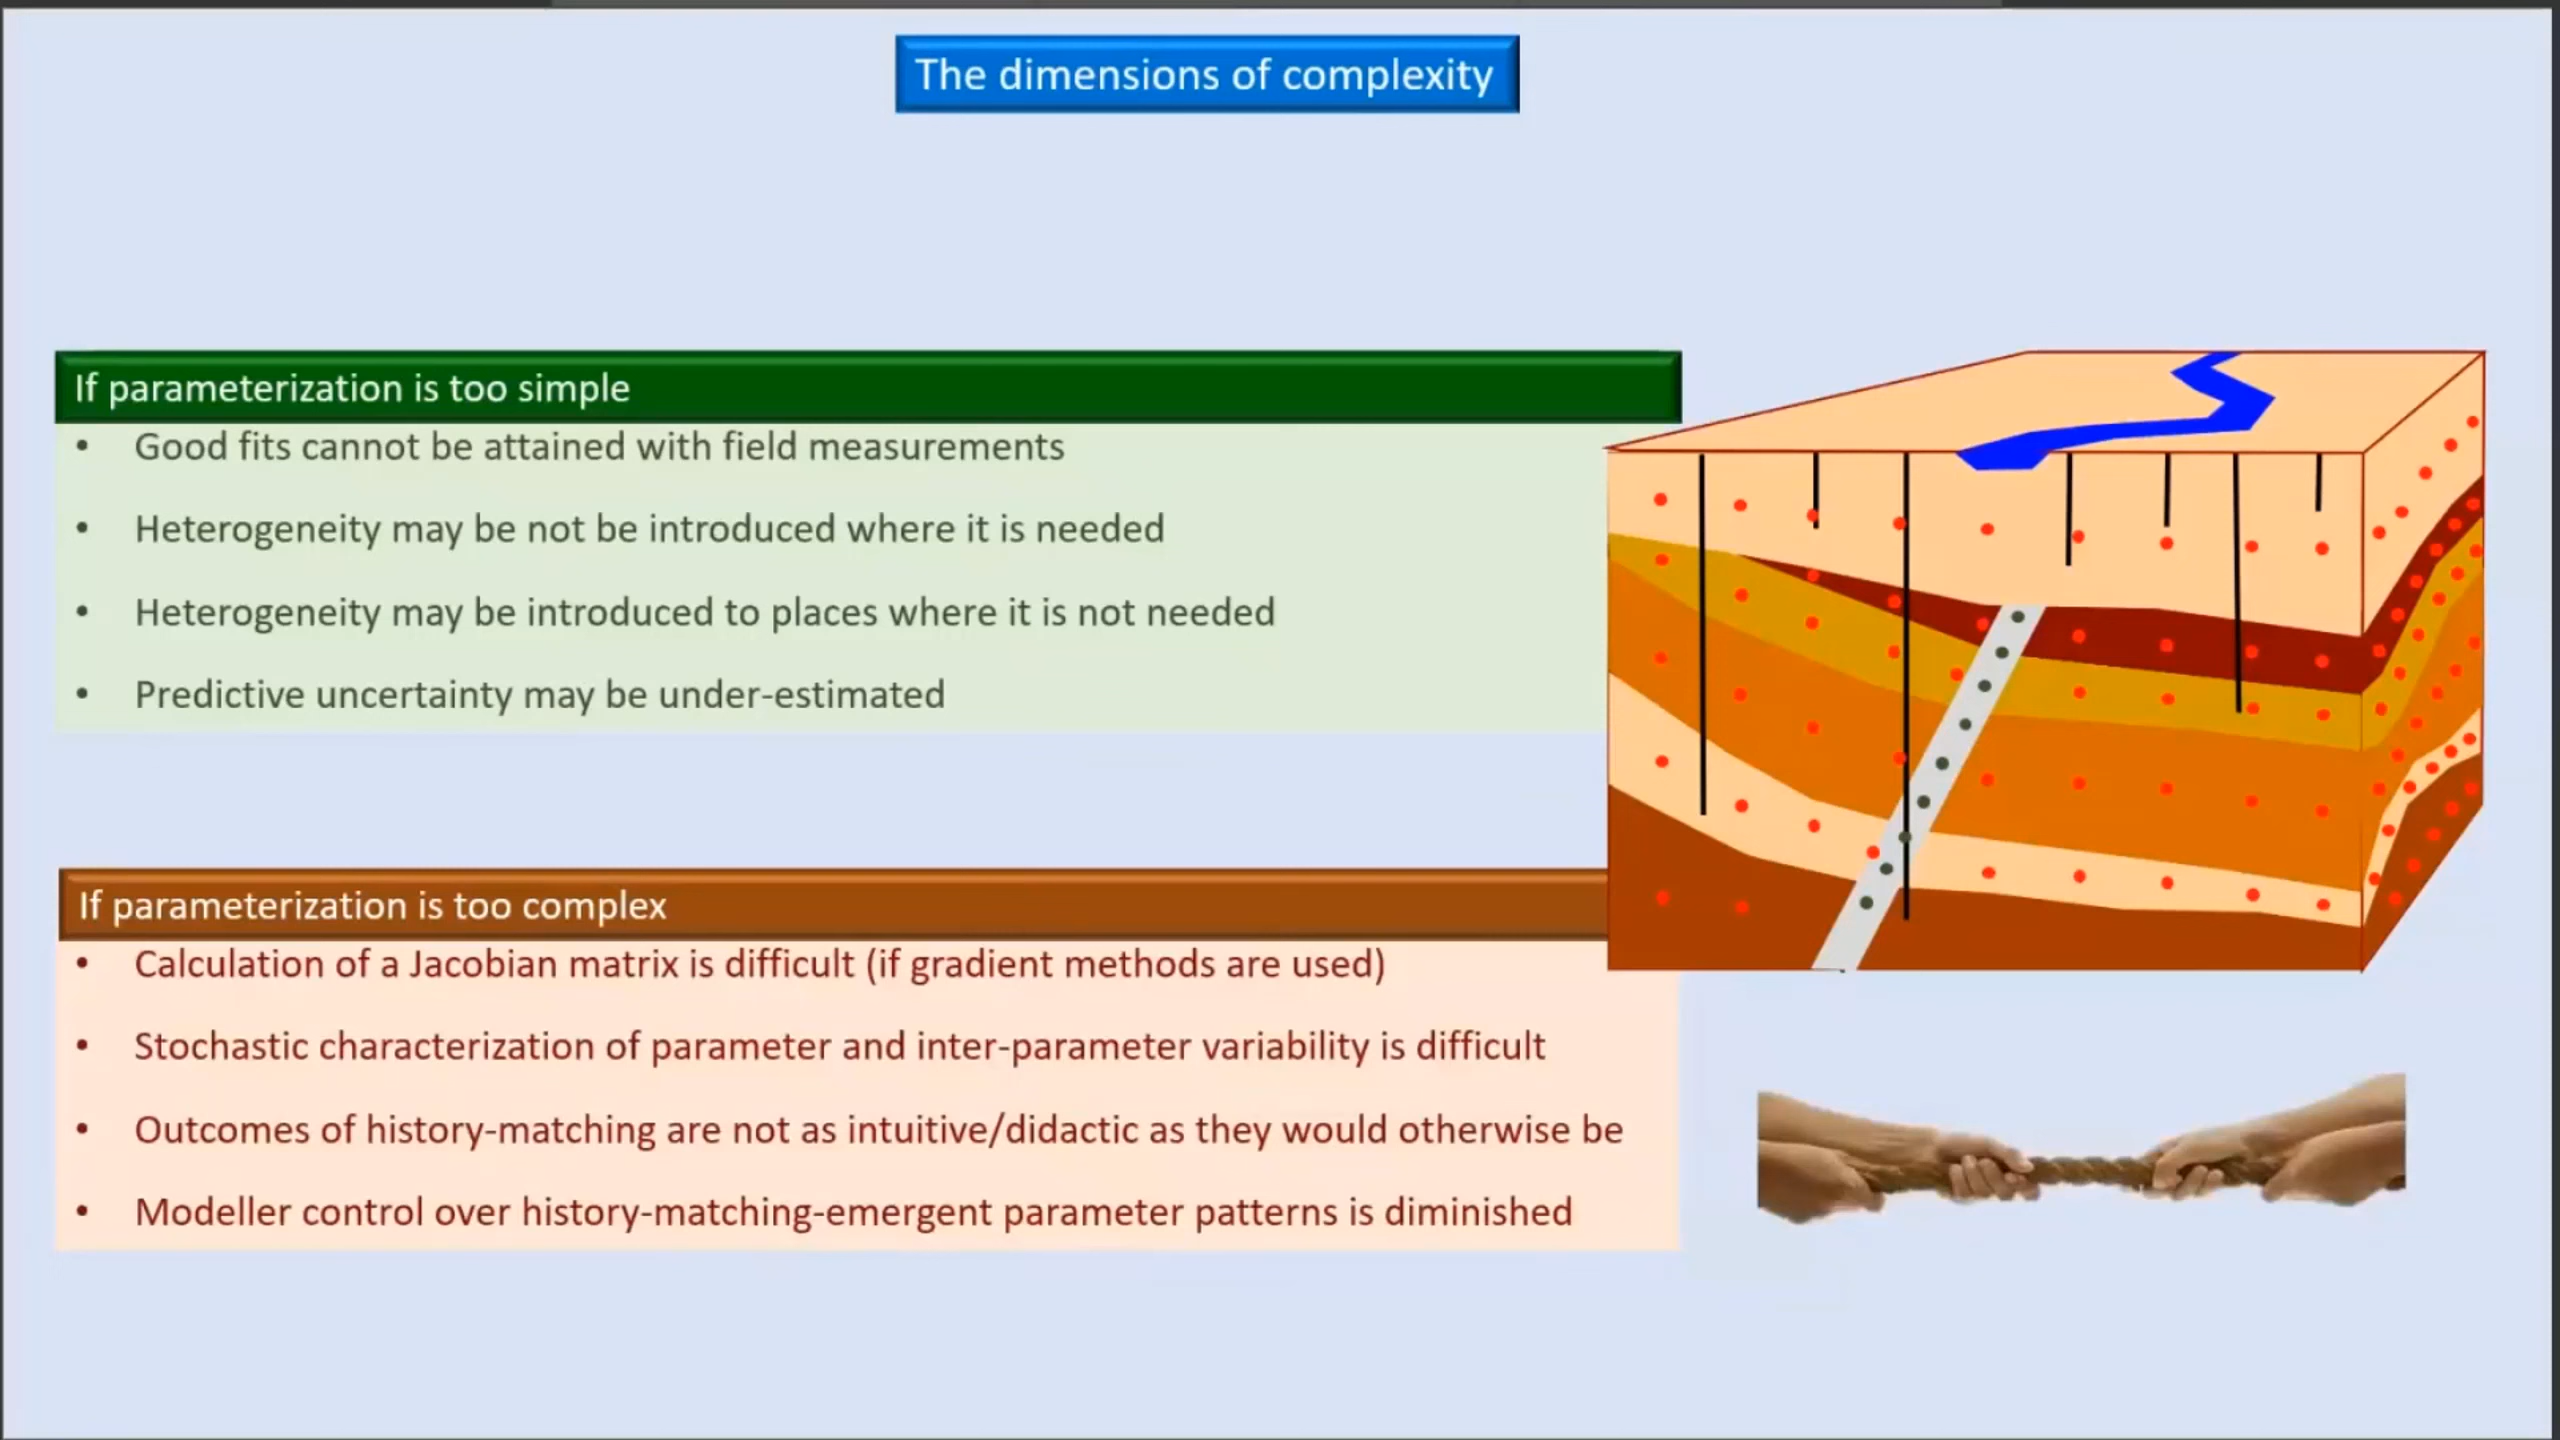 The dimensions of complexity
If parameterization is too simple
• Good fits cannot be attained with field measurements
• Heterogeneity may be not be introduced where it is needed
• Heterogeneity may be introduced to places where it is not needed
• Predictive uncertainty may be under-estimated
If parameterization is too complex
• Calculation of a Jacobian matrix is difficult (if gradient methods are used)
• Stochastic characterization of parameter and inter-parameter variability is difficult
• Outcomes of history-matching are not as intuitive/didactic as they would otherwise be
• Modeller control over history-matching-emergent parameter patterns is diminished